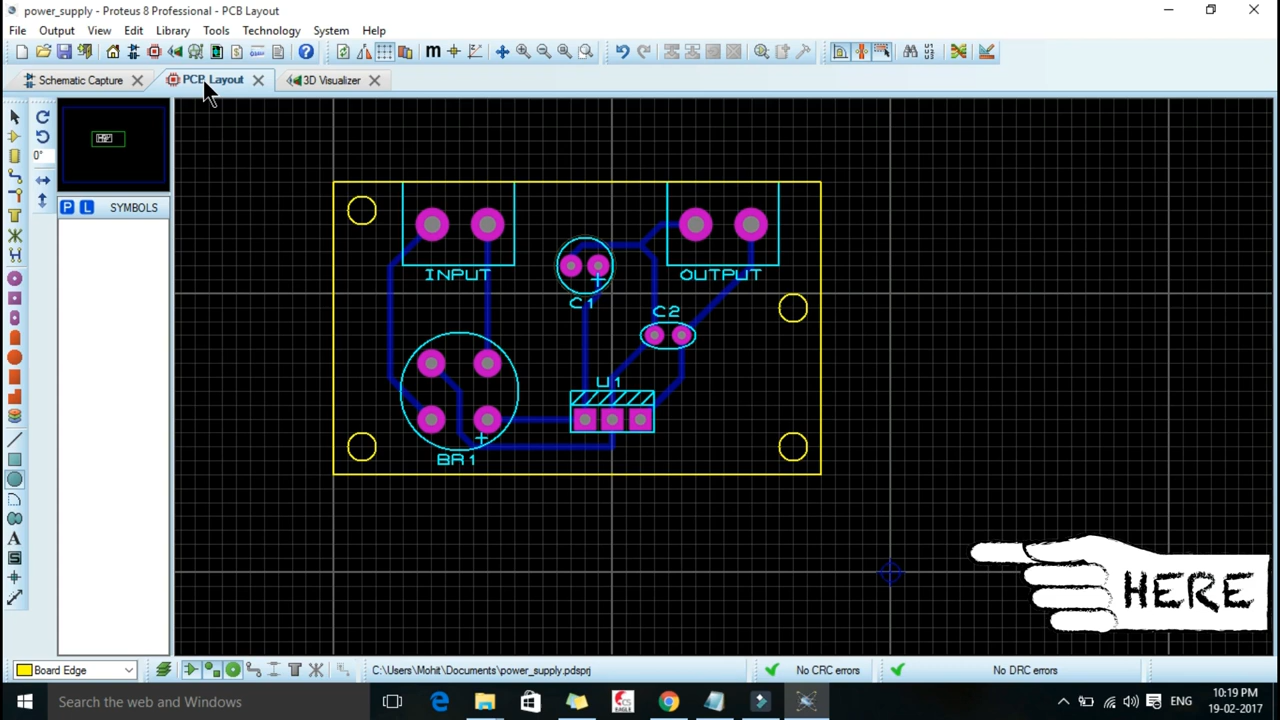 power_supply - Proteus 8 Professional - PCB Layout
File Output View Edit Library Tools Technology System Help
Schematic Capture PCB Layout 3D Visualizer
0°
P L SYMBOLS
INPUT
OUTPUT
C1
C2
U1
BR1
HERE
Board Edge
C:\Users\Mohit\Documents\power_supply.pdsprj
No CRC errors
No DRC errors
Search the web and Windows
ENG
10:19 PM
19-02-2017